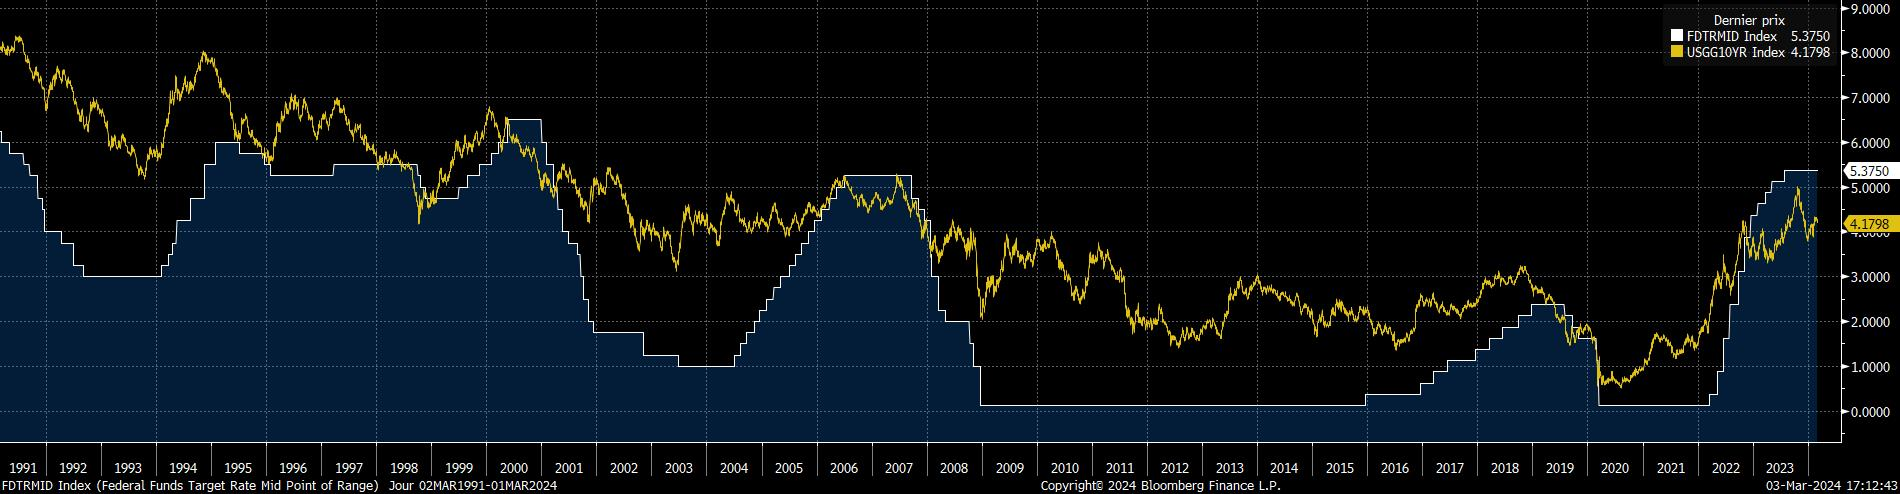 9.0000
Dernier prix
FDTRMID Index 5.3750
USGG10YR Index 4.1798
8.0000
7.0000
6.0000
5.3750
5.0000
4.1798
4.0000
3.0000
2.0000
1.0000
0.0000
1991 1992 1993 1994 1995 1996 1997 1998 1999 2000 2001 2002 2003 2004 2005 2006 2007 2008 2009 2010 2011 2012 2013 2014 2015 2016 2017 2018 2019 2020 2021 2022 2023
FDTRMID Index (Federal Funds Target Rate Mid Point of Range) Jour 02MAR1991-01MAR2024 Copyright© 2024 Bloomberg Finance L.P. 03-Mar-2024 17:12:43